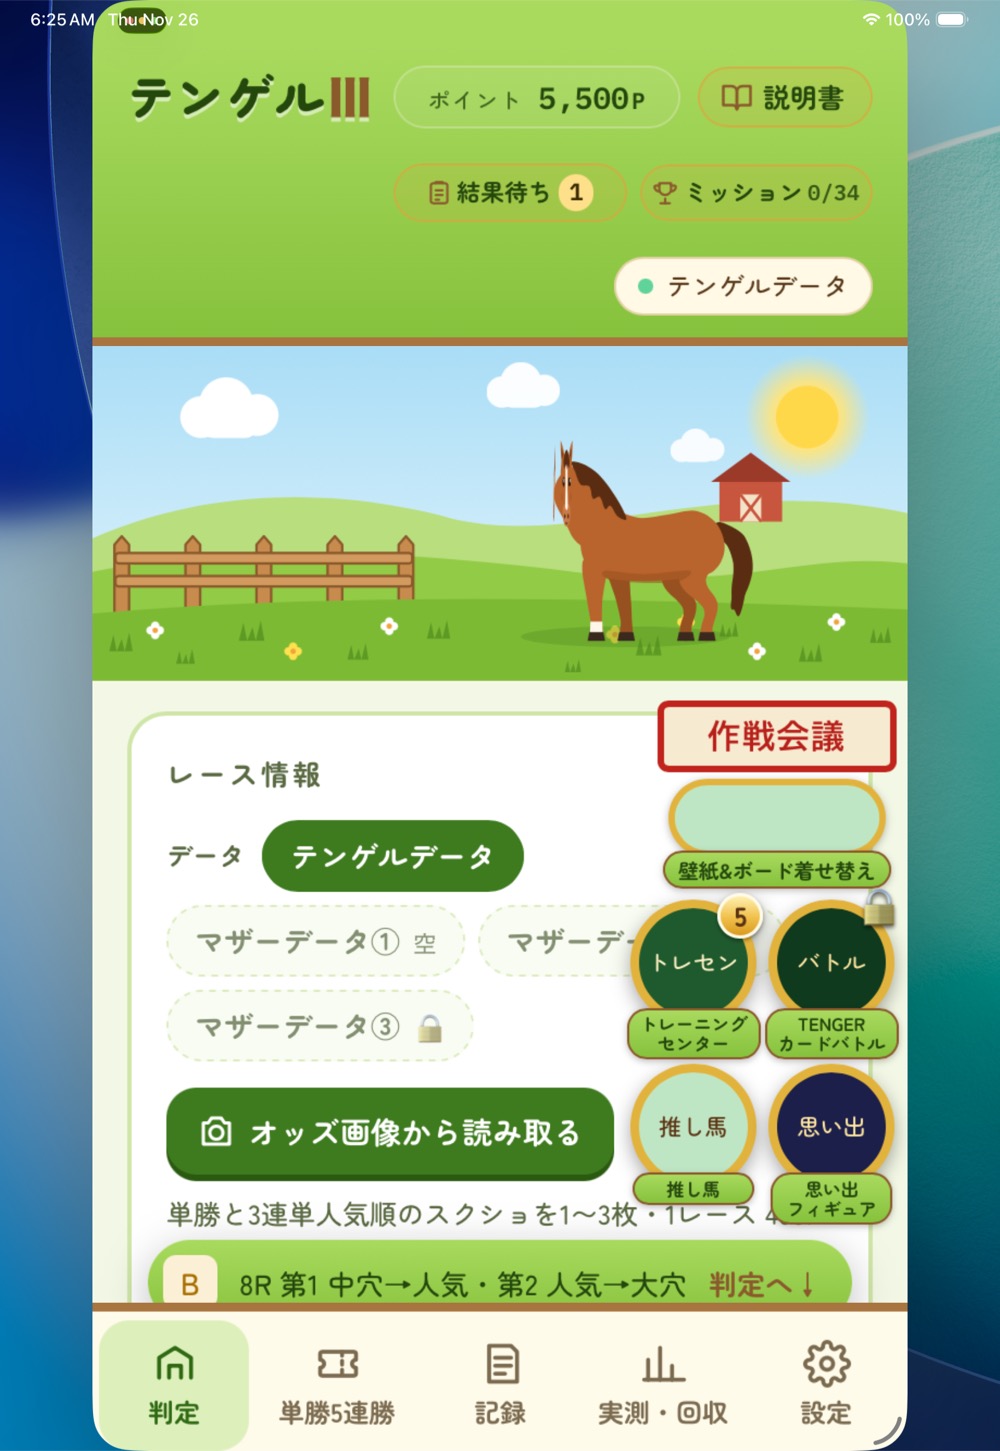 6:25 AM Thu Nov 26
100%
テンゲルIII
ポイント 5,500P
説明書
結果待ち 1
ミッション 0/34
テンゲルデータ
作戦会議
レース情報
データ テンゲルデータ
壁紙&ボード着せ替え
マザーデータ① 空
マザーデ
5
トレセン
バトル
マザーデータ③
トレーニング
センター
TENGER
カードバトル
オッズ画像から読み取る
推し馬
思い出
推し馬
思い出
フィギュア
単勝と3連単人気順のスクショを1〜3枚・1レース
B 8R 第1 中穴→人気・第2 人気→大穴 判定へ↓
判定
単勝5連勝
記録
実測・回収
設定